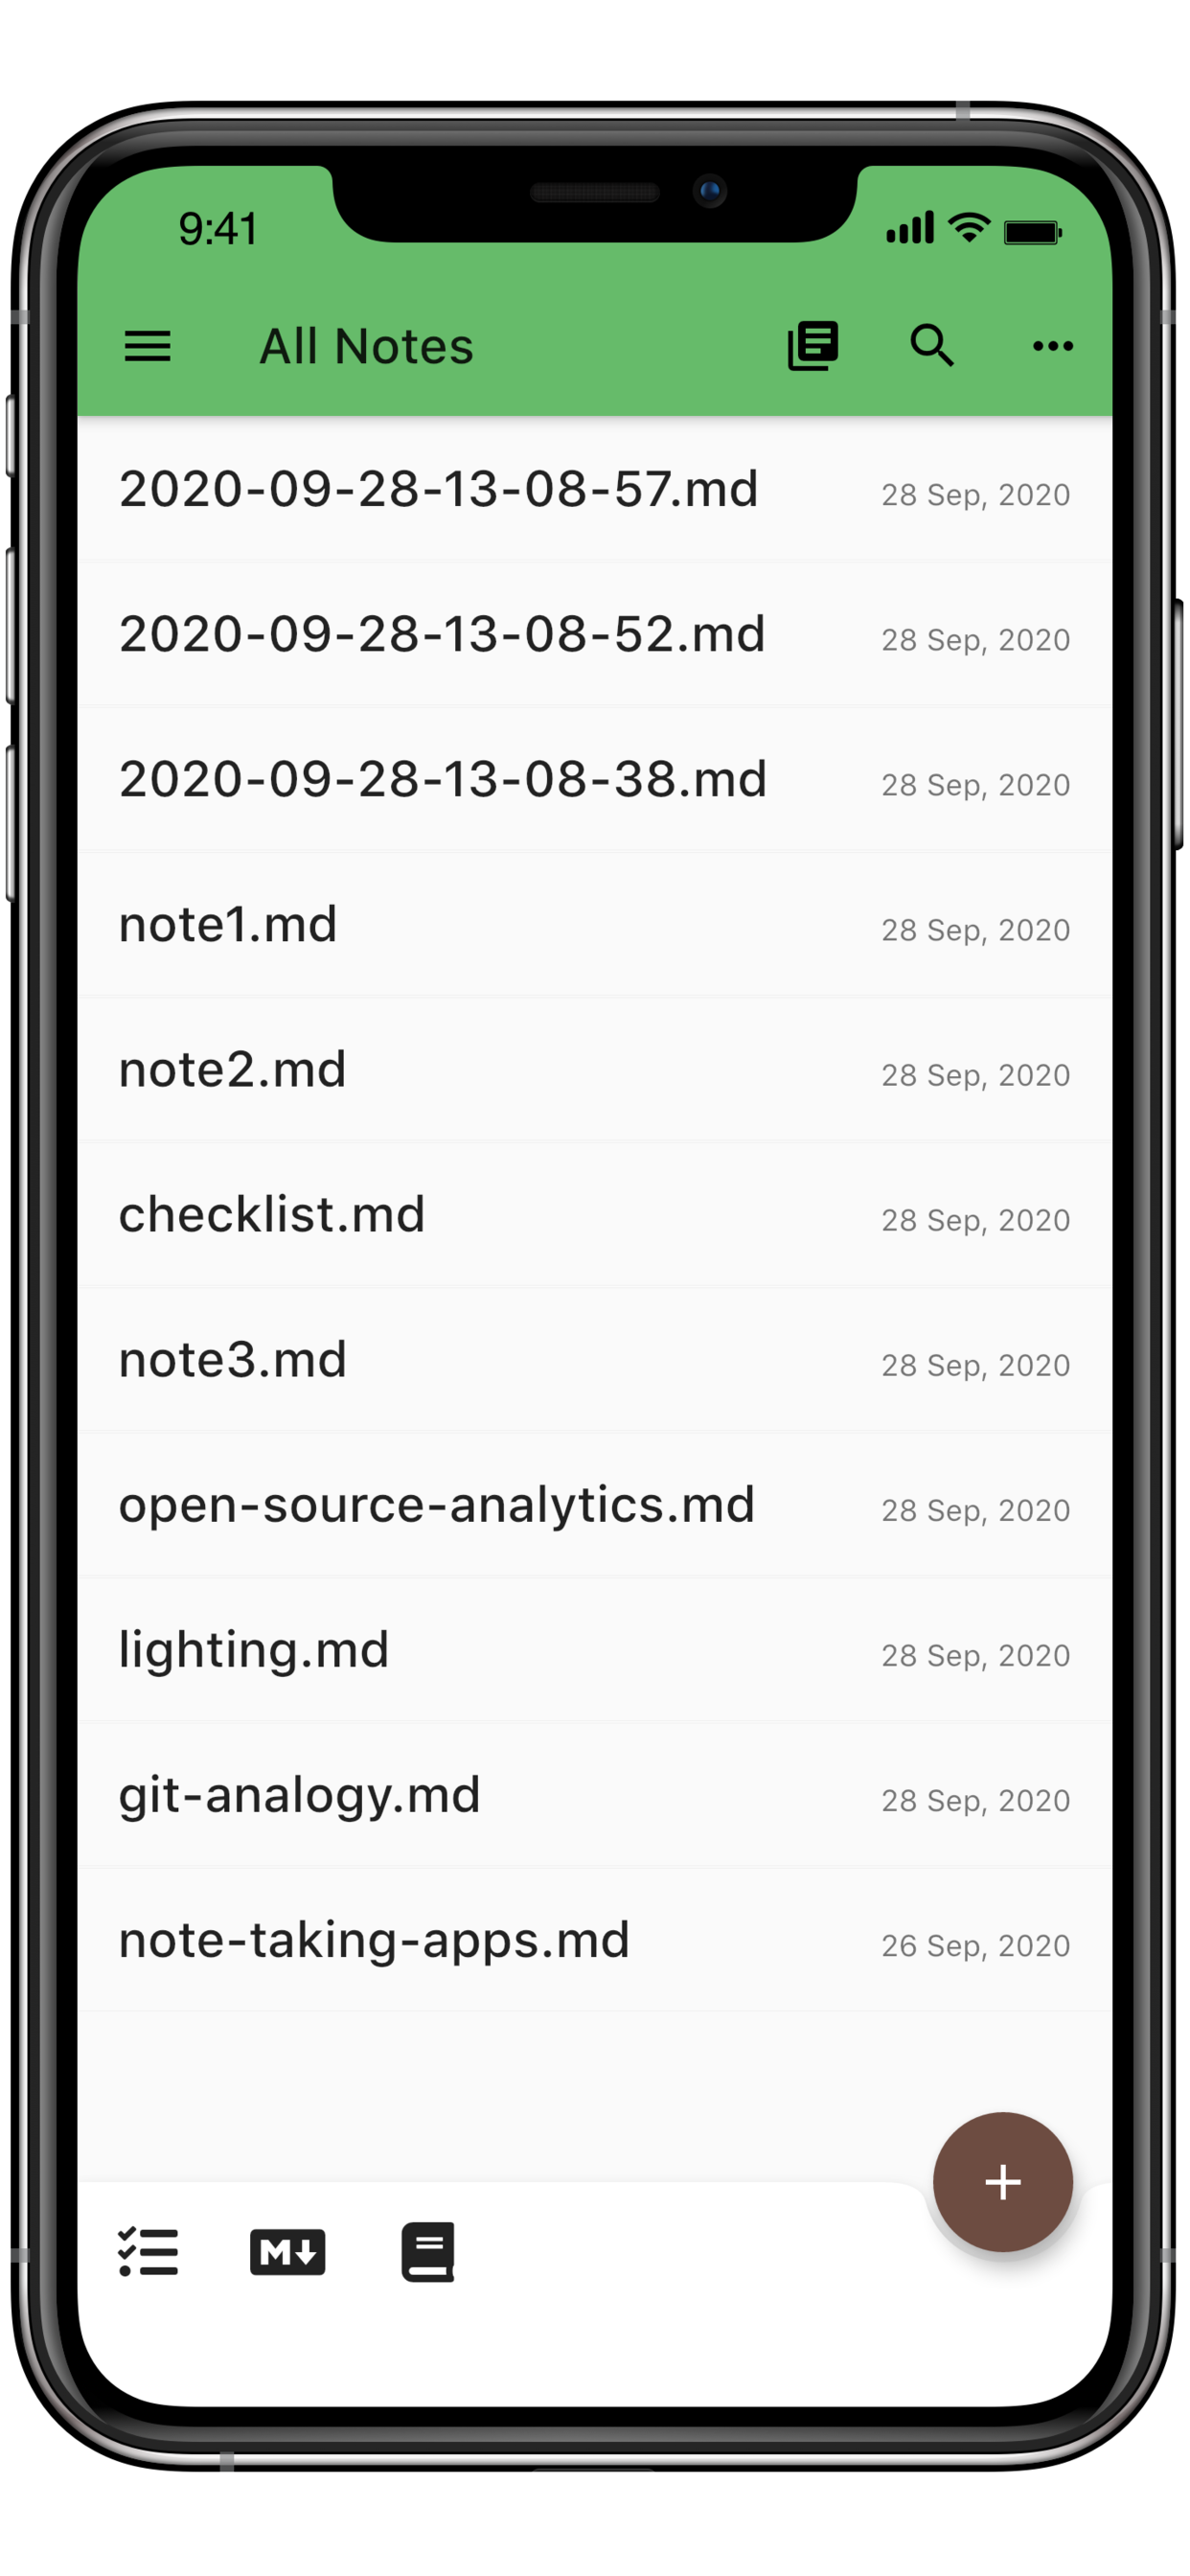 9:41
All Notes
2020-09-28-13-08-57.md 28 Sep, 2020
2020-09-28-13-08-52.md 28 Sep, 2020
2020-09-28-13-08-38.md 28 Sep, 2020
note1.md 28 Sep, 2020
note2.md 28 Sep, 2020
checklist.md 28 Sep, 2020
note3.md 28 Sep, 2020
open-source-analytics.md 28 Sep, 2020
lighting.md 28 Sep, 2020
git-analogy.md 28 Sep, 2020
note-taking-apps.md 26 Sep, 2020
M